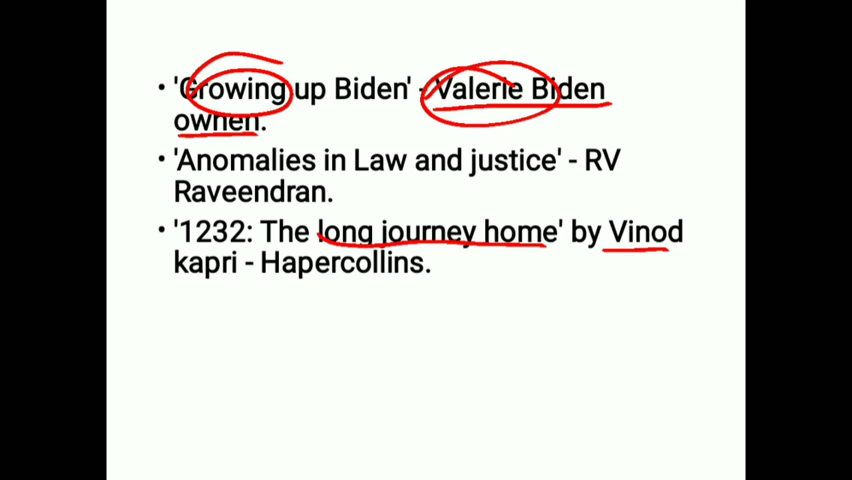 • 'Growing up Biden' - Valerie Biden
ownen.
• 'Anomalies in Law and justice' - RV
Raveendran.
• '1232: The long journey home' by Vinod
kapri - Hapercollins.